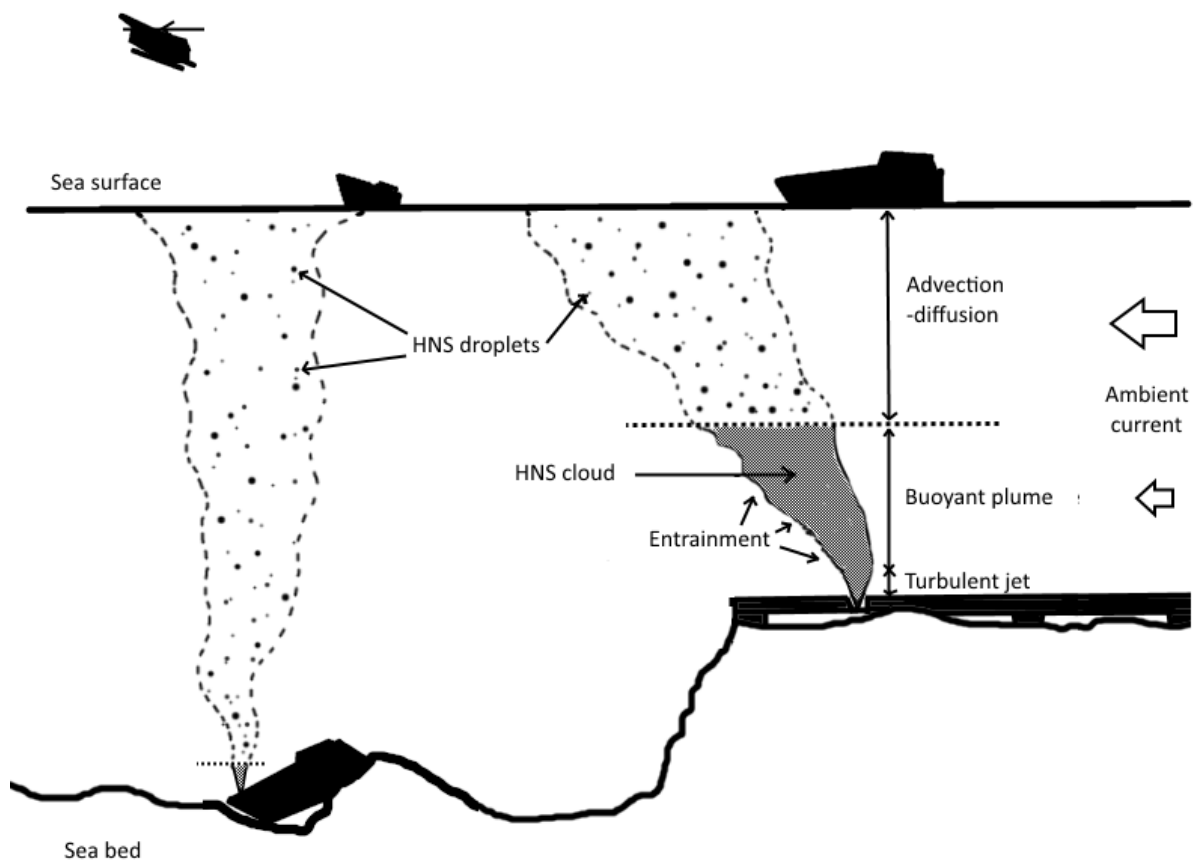 Sea surface
Advection
-diffusion
HNS droplets
Ambient
current
HNS cloud
Buoyant plume
Entrainment
Turbulent jet
Sea bed